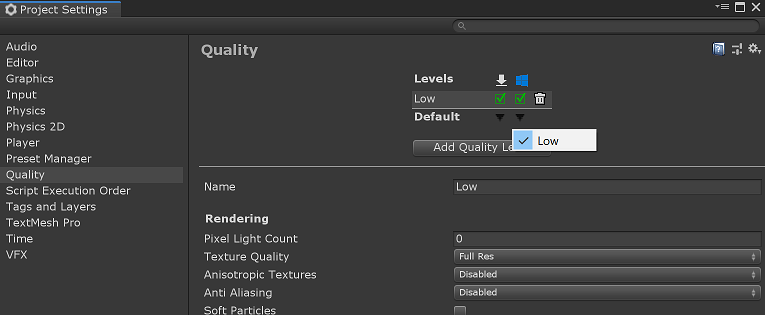 Project Settings
Audio
Editor
Graphics
Input
Physics
Physics 2D
Player
Preset Manager
Quality
Script Execution Order
Tags and Layers
TextMesh Pro
Time
VFX
Quality
Levels
Low
Default
Low
Add Quality Le
Name Low
Rendering
Pixel Light Count 0
Texture Quality Full Res
Anisotropic Textures Disabled
Anti Aliasing Disabled
Soft Particles